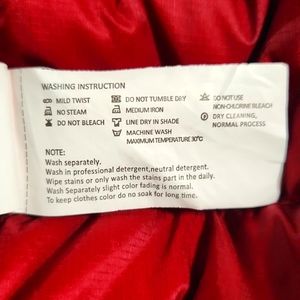 WASHING INSTRUCTION
MILD TWIST
NO STEAM
DO NOT BLEACH
DO NOT TUMBLE DRY
MEDIUM IRON
LINE DRY IN SHADE
MACHINE WASH
MAXIMUM TEMPERATURE 30°C
DO NOT USE
NON-CHLORINE BLEACH
DRY CLEANING,
NORMAL PROCESS
NOTE:
Wash separately.
Wash in professional detergent,neutral detergent.
Wipe stains or only wash the stains part in the daily.
Wash Separately slight color fading is normal.
To keep clothes color do no soak for long time.